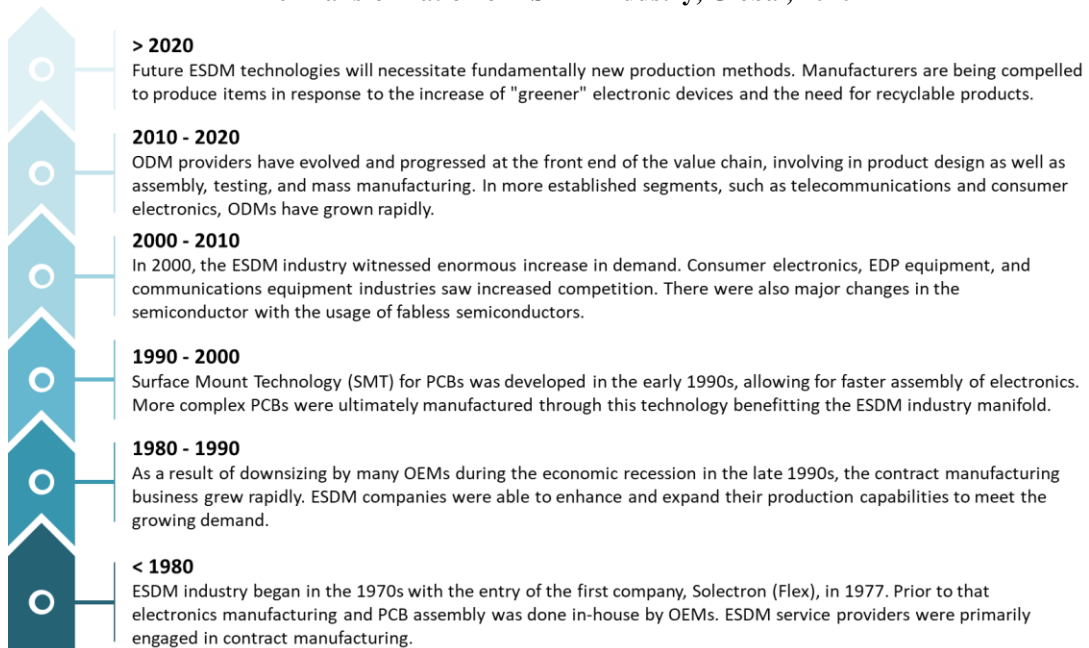 > 2020
Future ESDM technologies will necessitate fundamentally new production methods. Manufacturers are being compelled
to produce items in response to the increase of "greener" electronic devices and the need for recyclable products.
2010 - 2020
ODM providers have evolved and progressed at the front end of the value chain, involving in product design as well as
assembly, testing, and mass manufacturing. In more established segments, such as telecommunications and consumer
electronics, ODMs have grown rapidly.
2000 - 2010
In 2000, the ESDM industry witnessed enormous increase in demand. Consumer electronics, EDP equipment, and
communications equipment industries saw increased competition. There were also major changes in the
semiconductor with the usage of fabless semiconductors.
1990 - 2000
Surface Mount Technology (SMT) for PCBs was developed in the early 1990s, allowing for faster assembly of electronics.
More complex PCBs were ultimately manufactured through this technology benefitting the ESDM industry manifold.
1980 - 1990
As a result of downsizing by many OEMs during the economic recession in the late 1990s, the contract manufacturing
business grew rapidly. ESDM companies were able to enhance and expand their production capabilities to meet the
growing demand.
< 1980
ESDM industry began in the 1970s with the entry of the first company, Solectron (Flex), in 1977. Prior to that
electronics manufacturing and PCB assembly was done in-house by OEMs. ESDM service providers were primarily
engaged in contract manufacturing.